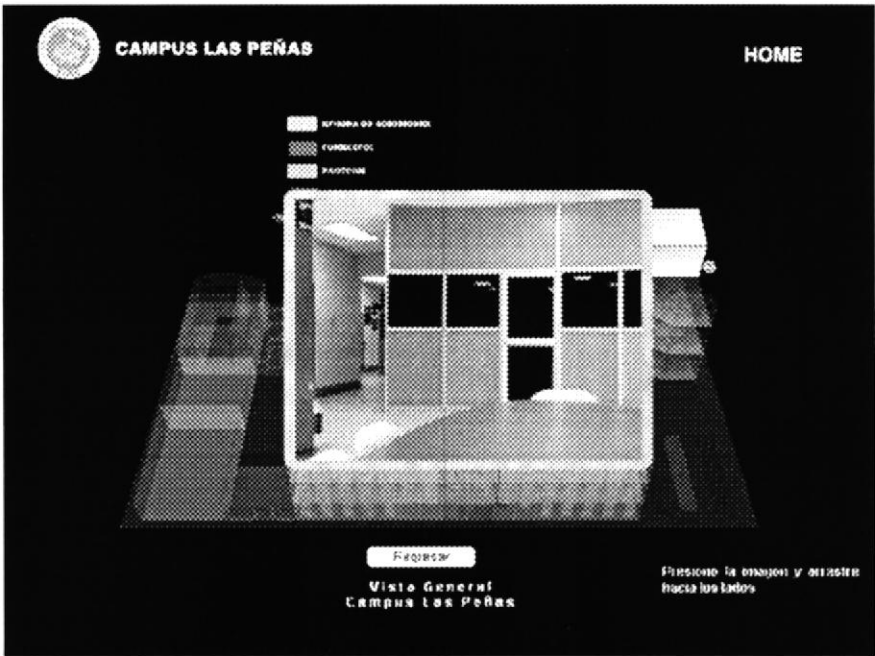 CAMPUS LAS PEÑAS
HOME
Regresar
Vista General
Campus Las Peñas
Presione la imagen y arrastre
hacia los lados